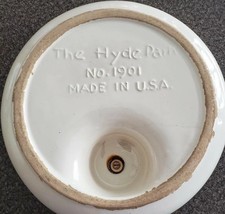 The Hyde Park
No. 1901
MADE IN U.S.A.